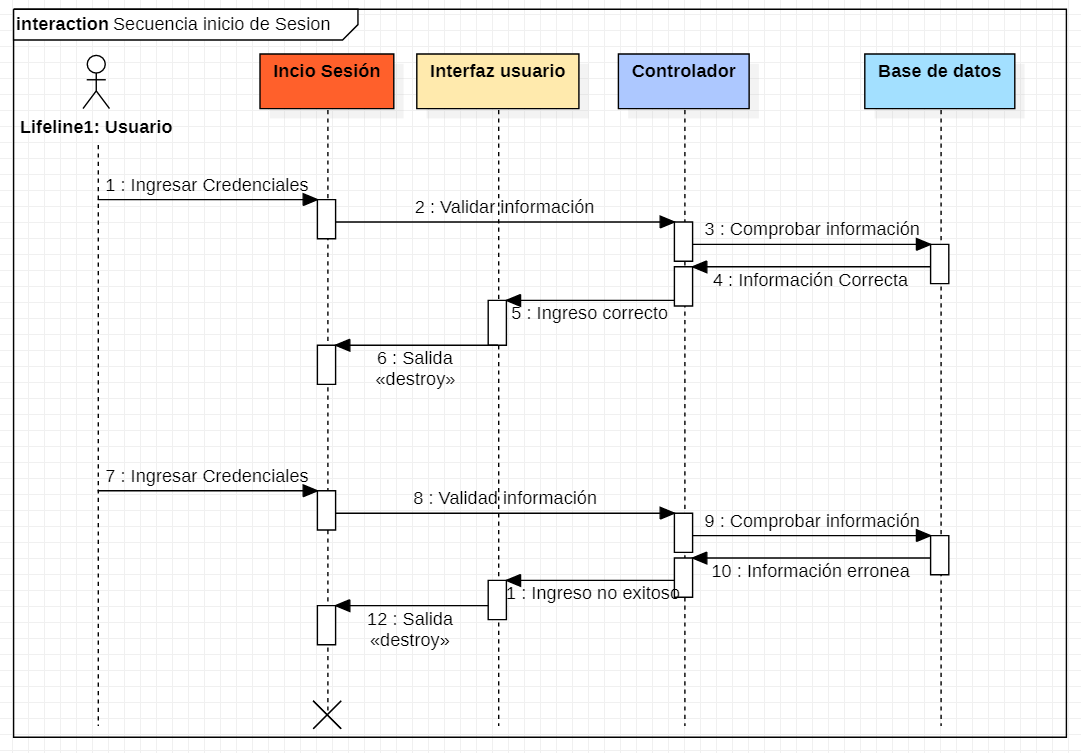 interaction Secuencia inicio de Sesion
Incio Sesión
Interfaz usuario
Controlador
Base de datos
Lifeline1: Usuario
1 : Ingresar Credenciales
2 : Validar información
3 : Comprobar información
4 : Información Correcta
5 : Ingreso correcto
6 : Salida
«destroy»
7 : Ingresar Credenciales
8 : Validad información
9 : Comprobar información
10 : Información erronea
1 : Ingreso no exitoso
12 : Salida
«destroy»